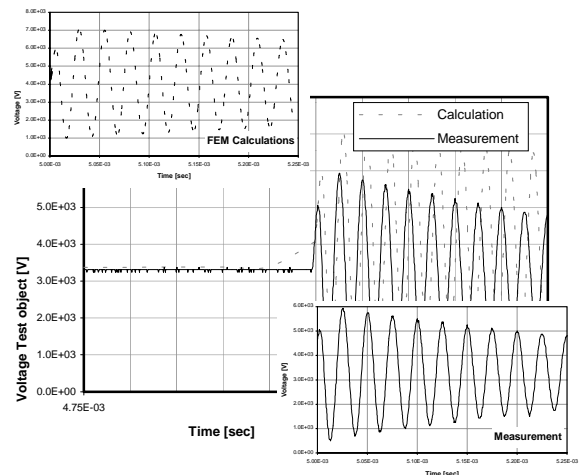 8.0E+03
7.0E+03
6.0E+03
5.0E+03
4.0E+03
3.0E+03
2.0E+03
1.0E+03
0.0E+00
Voltage [V]
FEM Calculations
5.00E-03 5.05E-03 5.10E-03 5.15E-03 5.20E-03 5.25E-03
Time [sec]
Calculation
Measurement
Voltage Test object [V]
5.0E+03
4.0E+03
3.0E+03
2.0E+03
1.0E+03
0.0E+00
4.75E-03
Time [sec]
6.0E+03
5.0E+03
4.0E+03
3.0E+03
2.0E+03
1.0E+03
0.0E+00
Voltage [V]
Measurement
5.00E-03 5.05E-03 5.10E-03 5.15E-03 5.20E-03 5.25E-03
Time [sec]